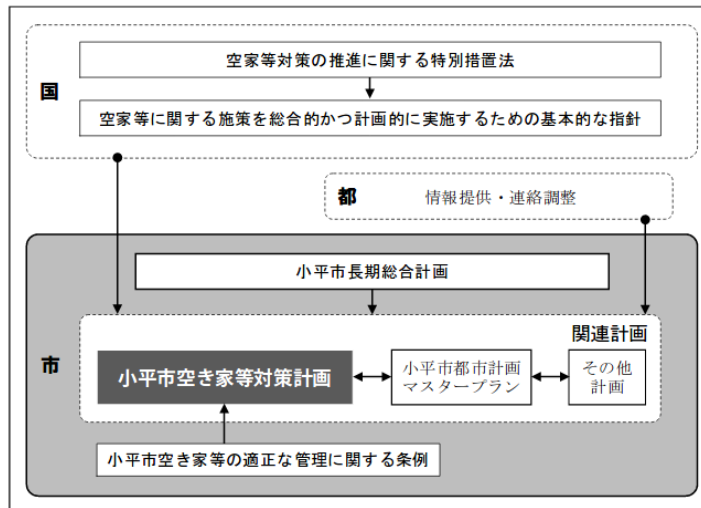 空家等対策の推進に関する特別措置法
国
空家等に関する施策を総合的かつ計画的に実施するための基本的な指針
都
情報提供・連絡調整
小平市長期総合計画
関連計画
市
小平市空き家等対策計画
小平市都市計画
マスタープラン
その他
計画
小平市空き家等の適正な管理に関する条例